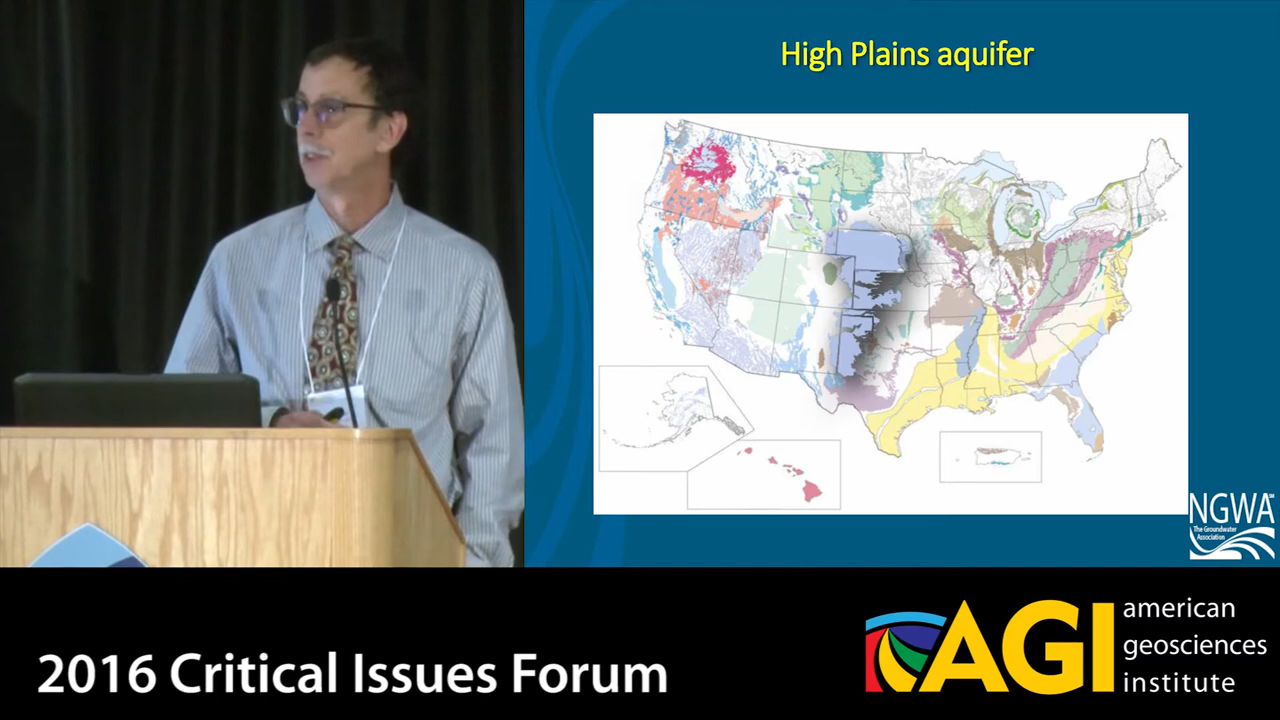 High Plains aquifer
NGWA
The Groundwater
Association
2016 Critical Issues Forum
AGI
american
geosciences
institute